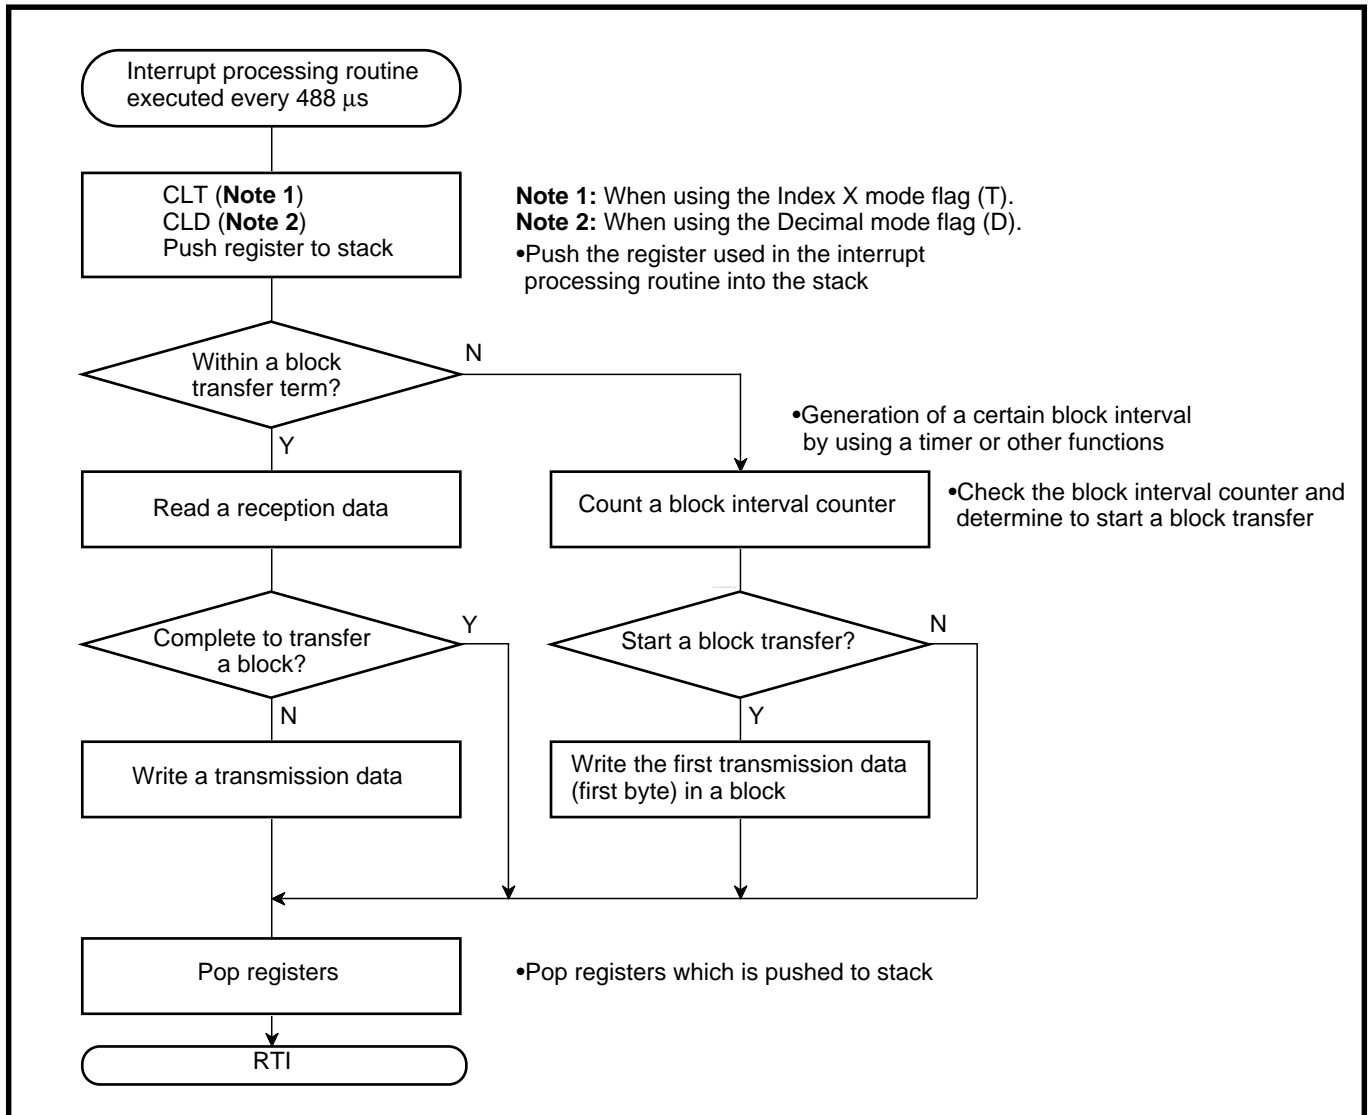 Interrupt processing routine
executed every 488 μs
CLT (Note 1)
CLD (Note 2)
Push register to stack
Note 1: When using the Index X mode flag (T).
Note 2: When using the Decimal mode flag (D).
•Push the register used in the interrupt
processing routine into the stack
Within a block
transfer term?
N
Y
•Generation of a certain block interval
by using a timer or other functions
Read a reception data
Count a block interval counter
•Check the block interval counter and
determine to start a block transfer
Complete to transfer
a block?
Y
N
Start a block transfer?
N
Y
Write a transmission data
Write the first transmission data
(first byte) in a block
Pop registers
•Pop registers which is pushed to stack
RTI